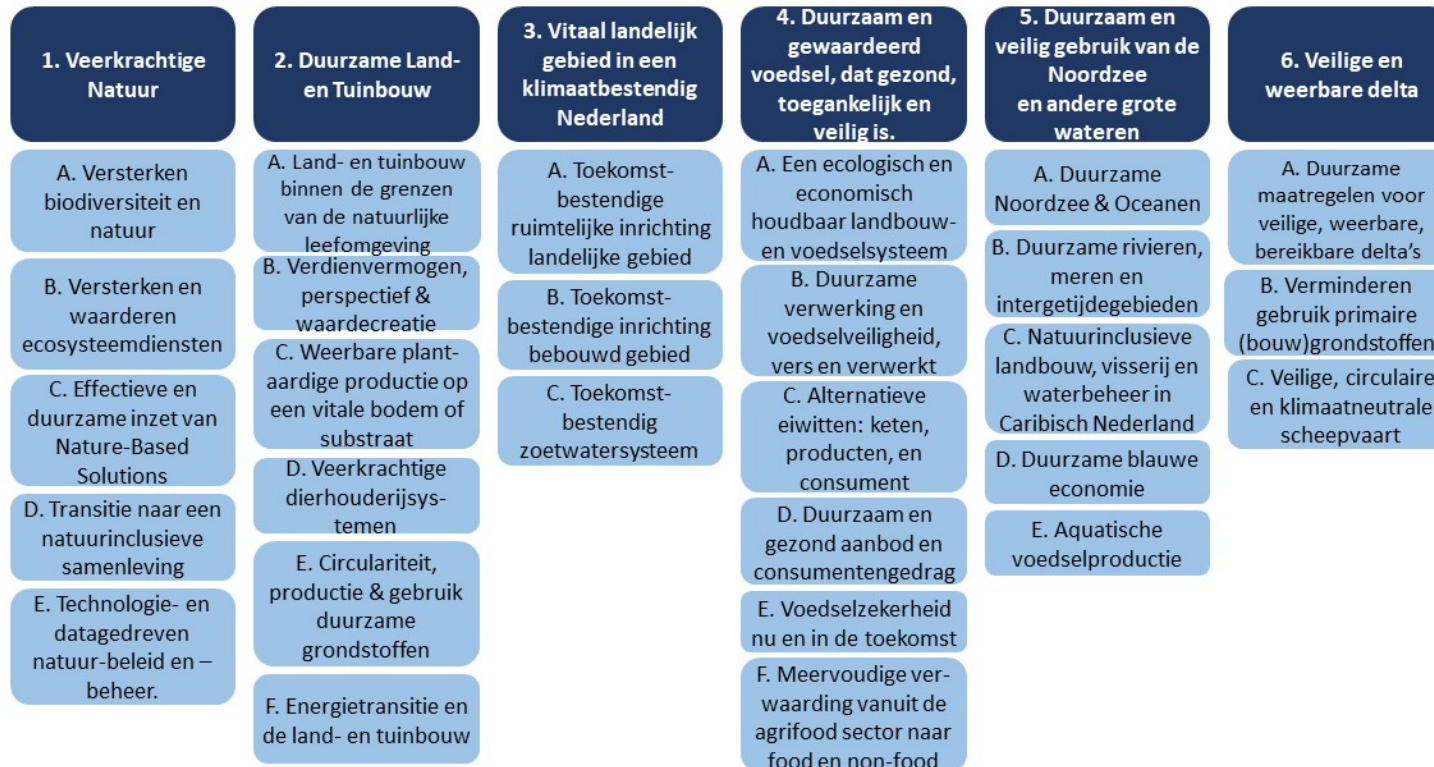 1. Veerkrachtige
Natuur
A. Versterken
biodiversiteit en
natuur
B. Versterken en
waarderen
ecosysteemdiensten
C. Effectieve en
duurzame inzet van
Nature-Based
Solutions
D. Transitie naar een
natuurinclusieve
samenleving
E. Technologie- en
datagedreven
natuur-beleid en –
beheer.
2. Duurzame Land-
en Tuinbouw
A. Land- en tuinbouw
binnen de grenzen
van de natuurlijke
leefomgeving
B. Verdienvermogen,
perspectief &
waardecreatie
C. Weerbare plant-
aardige productie op
een vitale bodem of
substraat
D. Veerkrachtige
dierhouderijsys-
temen
E. Circulariteit,
productie & gebruik
duurzame
grondstoffen
F. Energietransitie en
de land- en tuinbouw
3. Vitaal landelijk
gebied in een
klimaatbestendig
Nederland
A. Toekomst-
bestendige
ruimtelijke inrichting
landelijke gebied
B. Toekomst-
bestendige inrichting
bebouwd gebied
C. Toekomst-
bestendig
zoetwatersysteem
4. Duurzaam en
gewaardeerd
voedsel, dat gezond,
toegankelijk en
veilig is.
A. Een ecologisch en
economisch
houdbaar landbouw-
en voedselsysteem
B. Duurzame
verwerking en
voedselveiligheid,
vers en verwerkt
C. Alternatieve
eiwitten: keten,
producten, en
consument
D. Duurzaam en
gezond aanbod en
consumentengedrag
E. Voedselzekerheid
nu en in de toekomst
F. Meervoudige ver-
waarding vanuit de
agrifood sector naar
food en non-food
5. Duurzaam en
veilig gebruik van de
Noordzee
en andere grote
wateren
A. Duurzame
Noordzee & Oceanen
B. Duurzame rivieren,
meren en
intergetijdegebieden
C. Natuurinclusieve
landbouw, visserij en
waterbeheer in
Caribisch Nederland
D. Duurzame blauwe
economie
E. Aquatische
voedselproductie
6. Veilige en
weerbare delta
A. Duurzame
maatregelen voor
veilige, weerbare,
bereikbare delta’s
B. Verminderen
gebruik primaire
(bouw)grondstoffen
C. Veilige, circulaire
en klimaatneutrale
scheepvaart